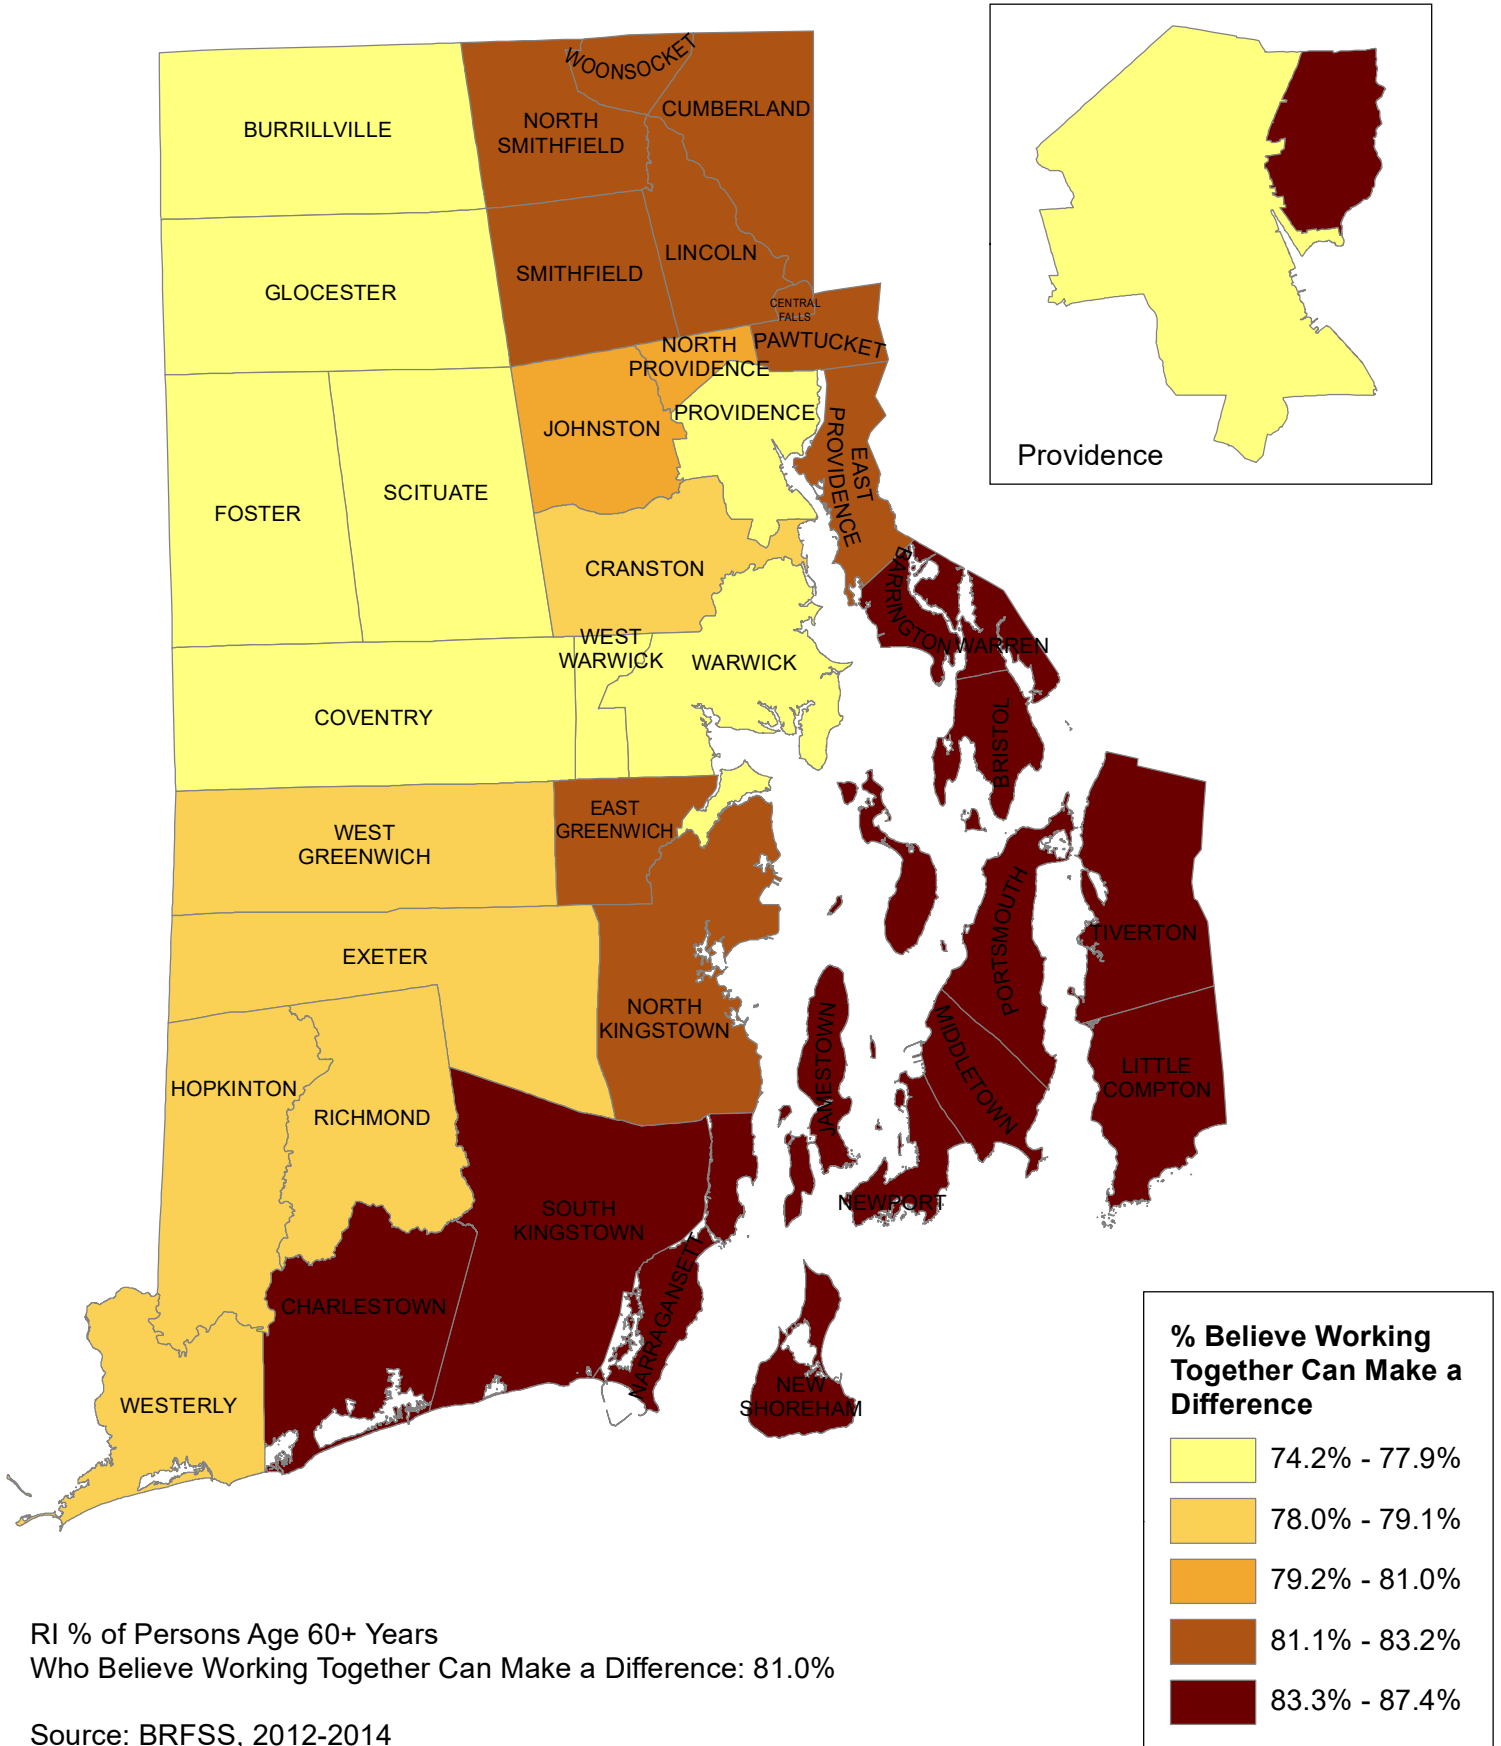 WOONSOCKET
CUMBERLAND
BURRILLVILLE
NORTH
SMITHFIELD
LINCOLN
SMITHFIELD
GLOCESTER
CENTRAL
FALLS
PAWTUCKET
NORTH
PROVIDENCE
PROVIDENCE
JOHNSTON
EAST
PROVIDENCE
Providence
SCITUATE
FOSTER
CRANSTON
BARRINGTON
WARREN
WEST
WARWICK
WARWICK
COVENTRY
BRISTOL
EAST
GREENWICH
WEST
GREENWICH
PORTSMOUTH
TIVERTON
EXETER
NORTH
KINGSTOWN
JAMESTOWN
MIDDLETOWN
LITTLE
COMPTON
HOPKINTON
RICHMOND
NEWPORT
SOUTH
KINGSTOWN
NARRAGANSETT
CHARLESTOWN
NEW
SHOREHAM
WESTERLY
% Believe Working
Together Can Make a
Difference
74.2% - 77.9%
78.0% - 79.1%
79.2% - 81.0%
81.1% - 83.2%
83.3% - 87.4%
RI % of Persons Age 60+ Years
Who Believe Working Together Can Make a Difference: 81.0%
Source: BRFSS, 2012-2014